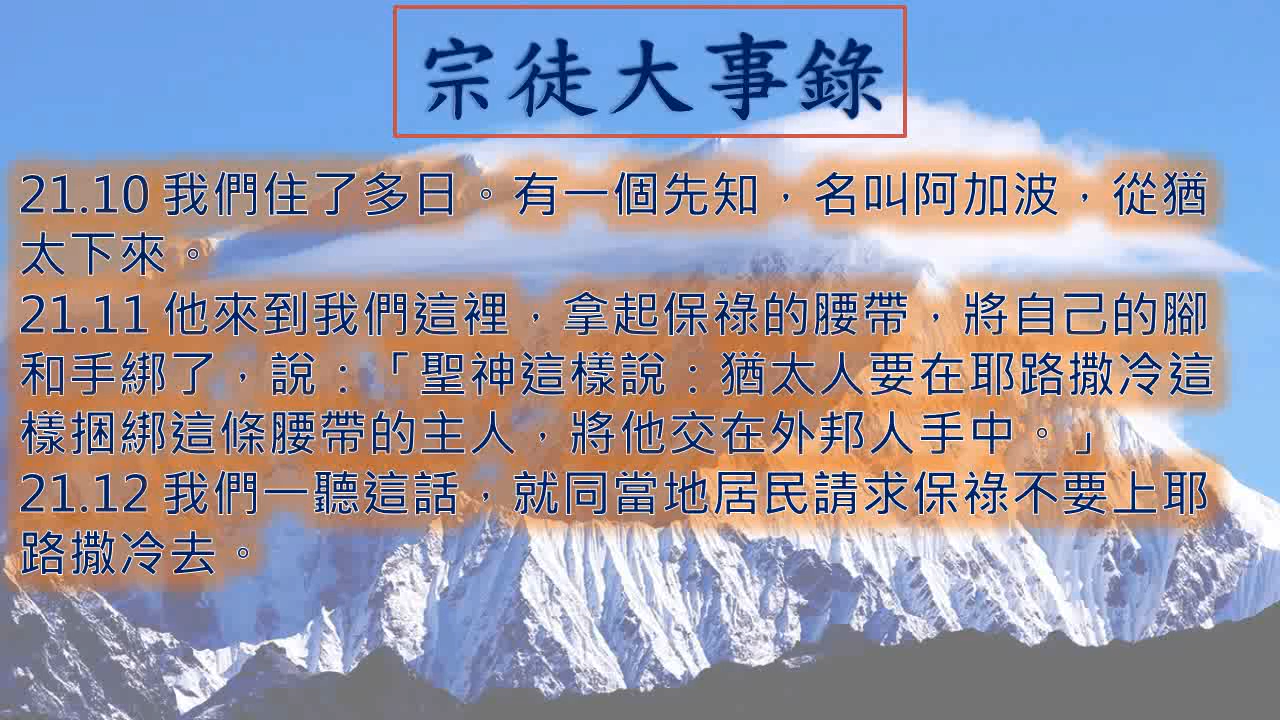 宗徒大事錄
21.10 我們住了多日。有一個先知，名叫阿加波，從猶
太下來。
21.11 他來到我們這裡，拿起保祿的腰帶，將自己的腳
和手綁了，說：「聖神這樣說：猶太人要在耶路撒冷這
樣捆綁這條腰帶的主人，將他交在外邦人手中。」
21.12 我們一聽這話，就同當地居民請求保祿不要上耶
路撒冷去。